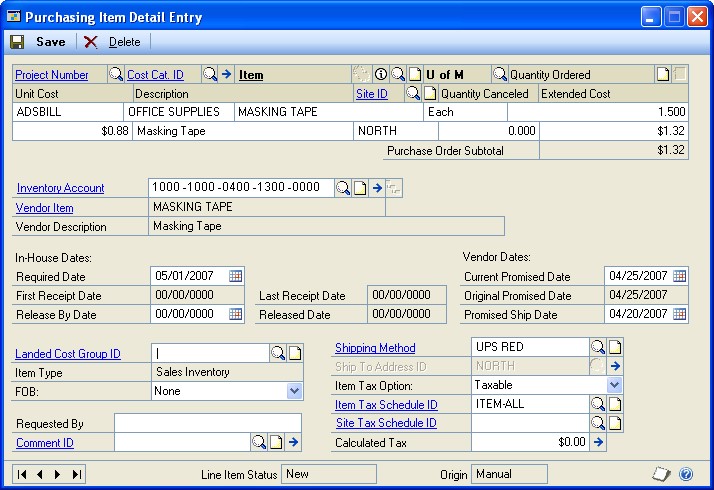 Purchasing Item Detail Entry
Save Delete
Project Number Cost Cat. ID Item U of M Quantity Ordered
Unit Cost Description Site ID Quantity Canceled Extended Cost
ADSBILL OFFICE SUPPLIES MASKING TAPE Each 1.500
$0.88 Masking Tape NORTH 0.000 $1.32
Purchase Order Subtotal $1.32
Inventory Account 1000 -1000 -0400 -1300 -0000
Vendor Item MASKING TAPE
Vendor Description Masking Tape
In-House Dates: Vendor Dates:
Required Date 05/01/2007 Current Promised Date 04/25/2007
First Receipt Date 00/00/0000 Last Receipt Date 00/00/0000 Original Promised Date 04/25/2007
Release By Date 00/00/0000 Released Date 00/00/0000 Promised Ship Date 04/20/2007
Landed Cost Group ID Shipping Method UPS RED
Item Type Sales Inventory Ship To Address ID NORTH
FOB: None Item Tax Option: Taxable
Item Tax Schedule ID ITEM-ALL
Requested By Site Tax Schedule ID
Comment ID Calculated Tax $0.00
Line Item Status New Origin Manual